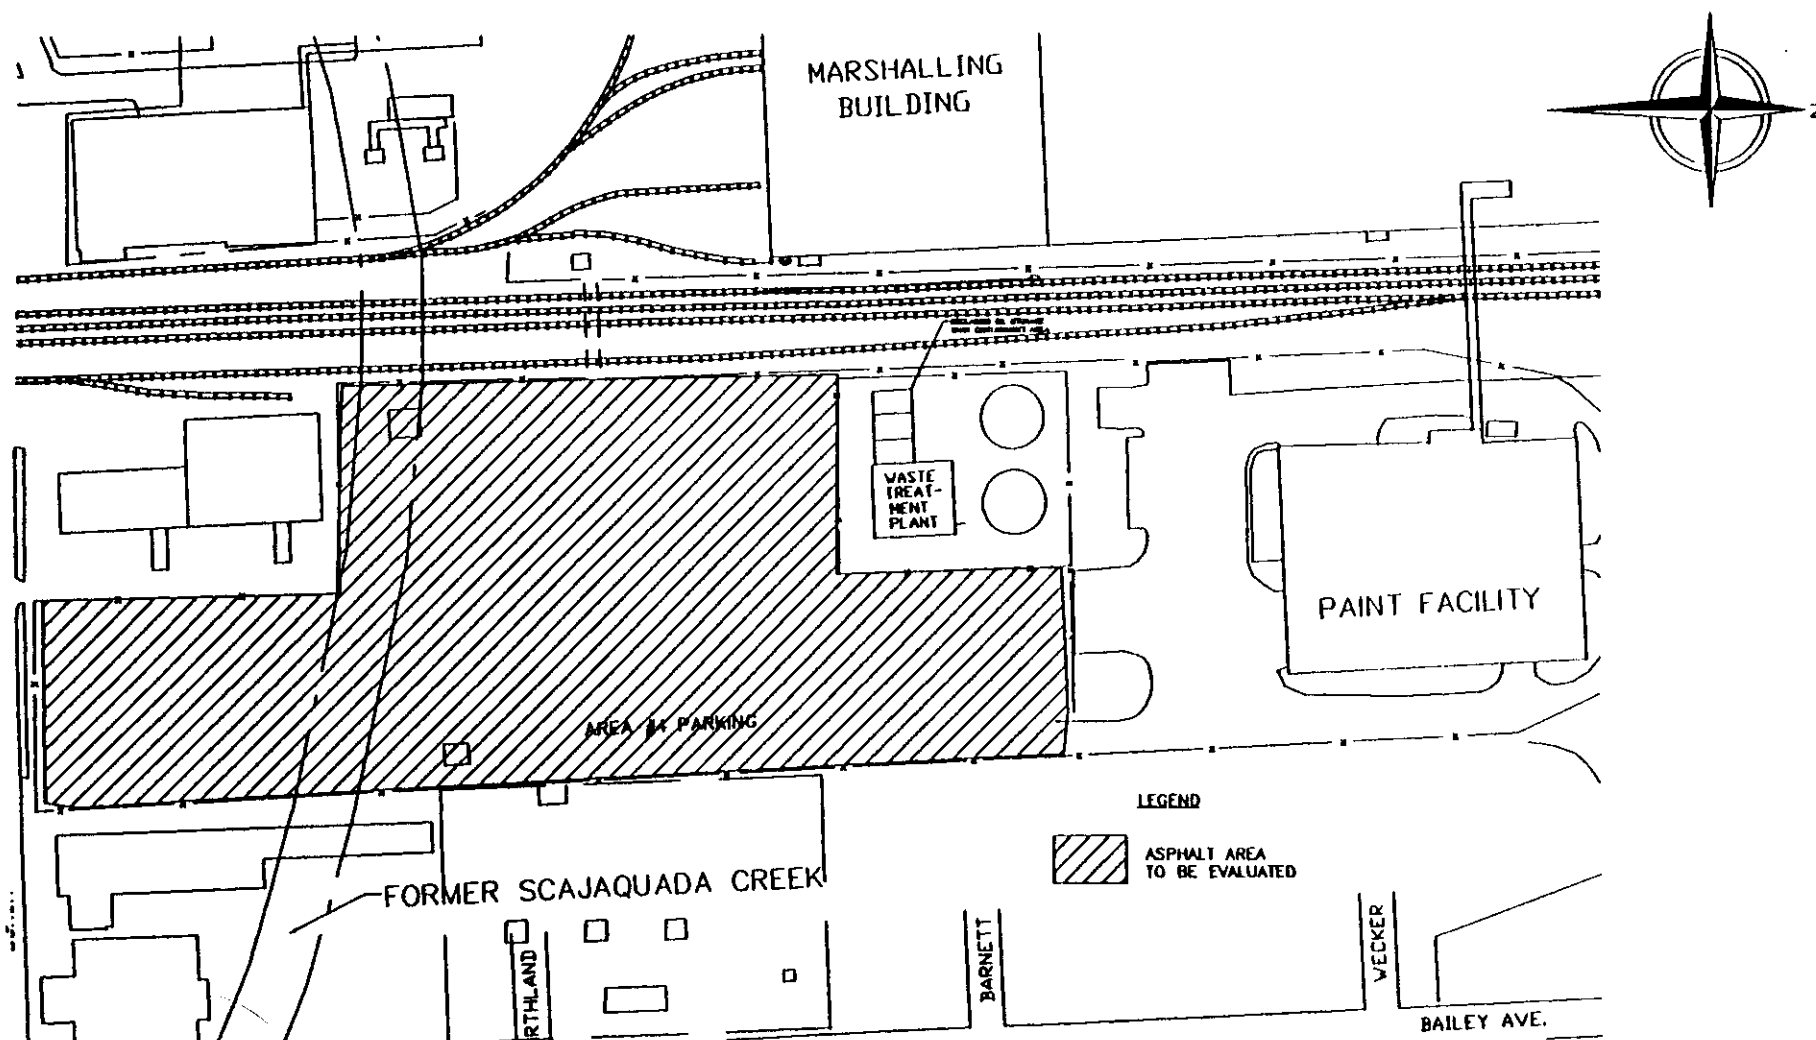 MARSHALLING
BUILDING
WASTE
TREAT-
MENT
PLANT
PAINT FACILITY
AREA #4 PARKING
LEGEND
ASPHALT AREA
TO BE EVALUATED
FORMER SCAJAQUADA CREEK
RTHLAND
BARNETT
WECKER
BAILEY AVE.